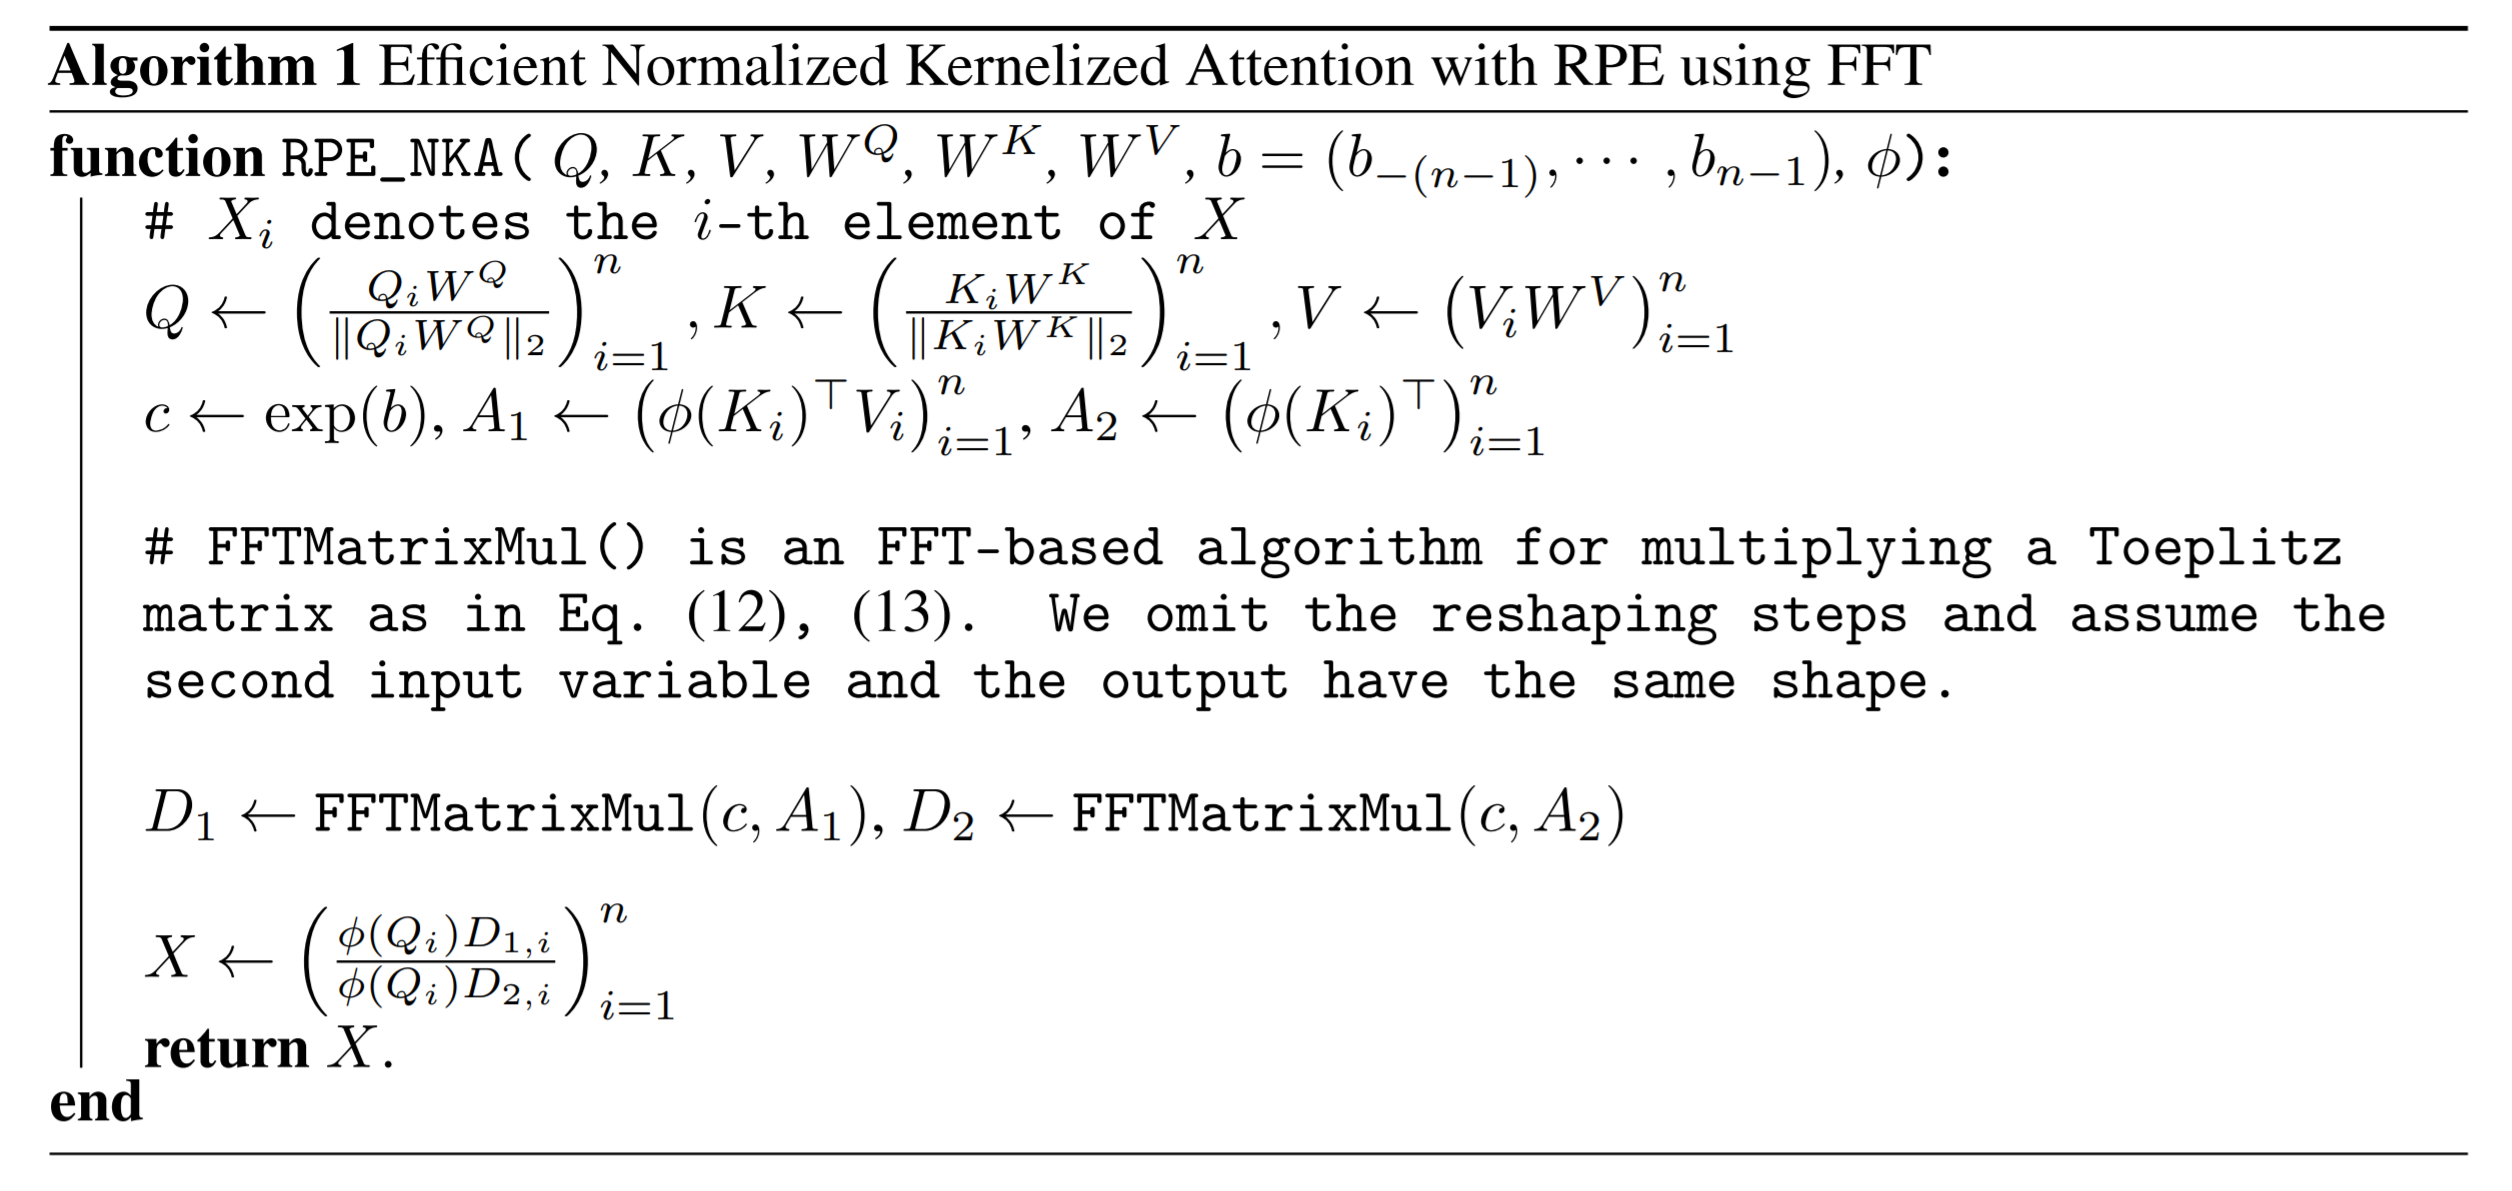 Algorithm 1 Efficient Normalized Kernelized Attention with RPE using FFT
function RPE_NKA( $Q$, $K$, $V$, $W^Q$, $W^K$, $W^V$, $b = (b_{-(n-1)}, \cdots, b_{n-1})$, $\phi$):
# $X_i$ denotes the $i$-th element of $X$
$Q \leftarrow \left(\frac{Q_i W^Q}{\|Q_i W^Q\|_2}\right)_{i=1}^n, K \leftarrow \left(\frac{K_i W^K}{\|K_i W^K\|_2}\right)_{i=1}^n, V \leftarrow \left(V_i W^V\right)_{i=1}^n$
$c \leftarrow \exp(b)$, $A_1 \leftarrow \left(\phi(K_i)^\top V_i\right)_{i=1}^n$, $A_2 \leftarrow \left(\phi(K_i)^\top\right)_{i=1}^n$
# FFTMatrixMul() is an FFT-based algorithm for multiplying a Toeplitz
matrix as in Eq. (12), (13). We omit the reshaping steps and assume the
second input variable and the output have the same shape.
$D_1 \leftarrow$ FFTMatrixMul$(c, A_1)$, $D_2 \leftarrow$ FFTMatrixMul$(c, A_2)$
$X \leftarrow \left(\frac{\phi(Q_i) D_{1,i}}{\phi(Q_i) D_{2,i}}\right)_{i=1}^n$
return $X$.
end